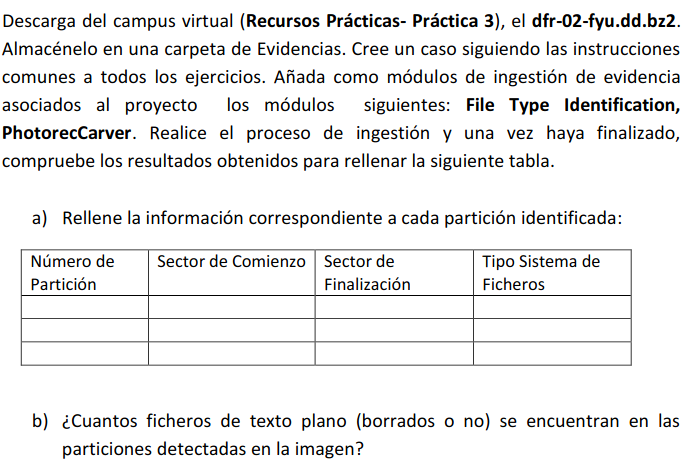 Descarga del campus virtual (Recursos Prácticas- Práctica 3), el dfr-02-fyu.dd.bz2.
Almacénelo en una carpeta de Evidencias. Cree un caso siguiendo las instrucciones
comunes a todos los ejercicios. Añada como módulos de ingestión de evidencia
asociados al proyecto los módulos siguientes: File Type Identification,
PhotorecCarver. Realice el proceso de ingestión y una vez haya finalizado,
compruebe los resultados obtenidos para rellenar la siguiente tabla.
a) Rellene la información correspondiente a cada partición identificada:
Número de Partición
Sector de Comienzo
Sector de Finalización
Tipo Sistema de Ficheros
b) ¿Cuantos ficheros de texto plano (borrados o no) se encuentran en las
particiones detectadas en la imagen?